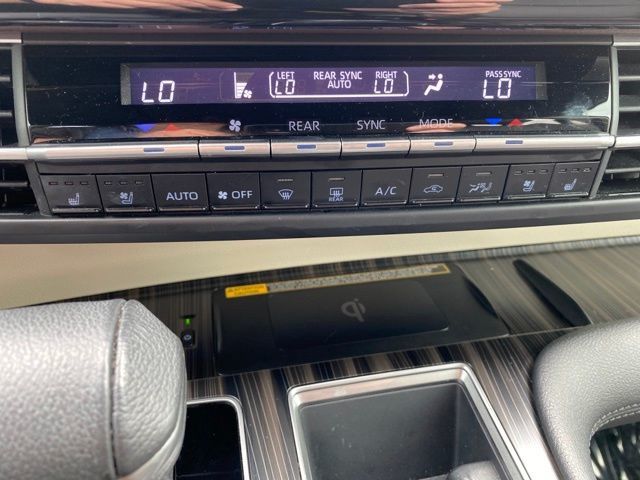 LEFT REAR SYNC RIGHT PASS SYNC
LO LO AUTO LO LO
REAR SYNC MODE
AUTO OFF REAR A/C